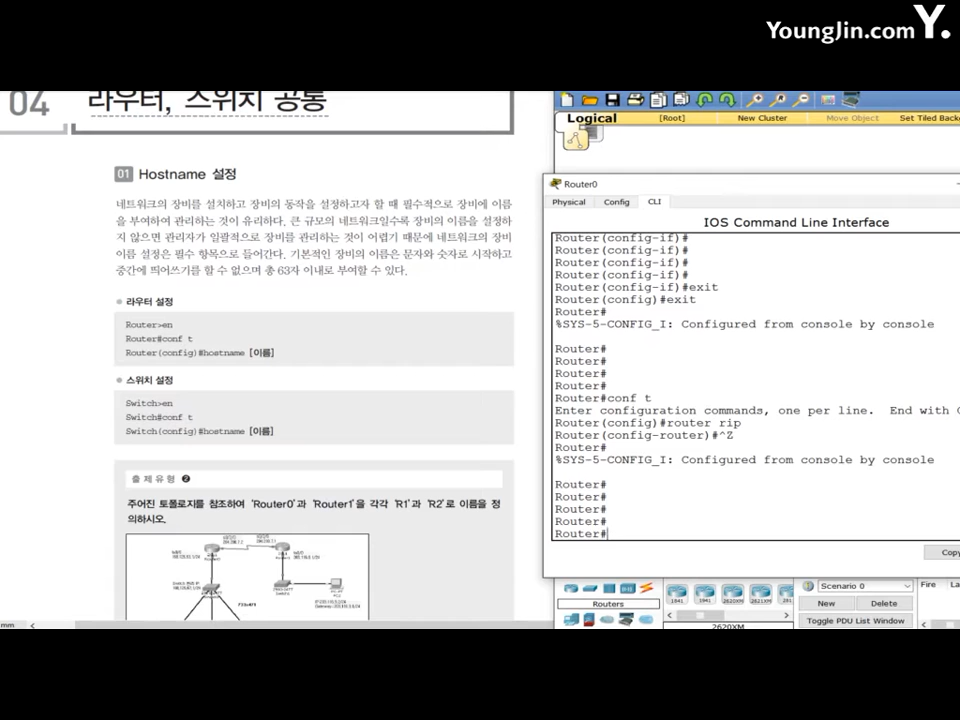 YoungJin.com Y.
04 라우터, 스위치 공통
01 Hostname 설정
네트워크의 장비를 설치하고 장비의 동작을 설정하고자 할 때 필수적으로 장비에 이름
을 부여하여 관리하는 것이 유리하다. 큰 규모의 네트워크일수록 장비의 이름을 설정하
지 않으면 관리자가 일괄적으로 장비를 관리하는 것이 어렵기 때문에 네트워크의 장비
이름 설정은 필수 항목으로 들어간다. 기본적인 장비의 이름은 문자와 숫자로 시작하고
중간에 띄어쓰기를 할 수 없으며 총 63자 이내로 부여할 수 있다.
라우터 설정
Router>en
Router#conf t
Router(config)#hostname [이름]
스위치 설정
Switch>en
Switch#conf t
Switch(config)#hostname [이름]
출제유형 2
주어진 토폴로지를 참조하여 'Router0'과 'Router1'을 각각 'R1'과 'R2'로 이름을 정
의하시오.
mm
Logical
[Root]
New Cluster
Move Object
Set Tiled Back
Router0
Physical
Config
CLI
IOS Command Line Interface
Router(config-if)#
Router(config-if)#
Router(config-if)#
Router(config-if)#
Router(config-if)#exit
Router(config)#exit
Router#
%SYS-5-CONFIG_I: Configured from console by console
Router#
Router#
Router#
Router#
Router#conf t
Enter configuration commands, one per line. End with
Router(config)#router rip
Router(config-router)#^Z
Router#
%SYS-5-CONFIG_I: Configured from console by console
Router#
Router#
Router#
Router#
Router#
Copy
Routers
1841
1941
2620XM
2621XM
281
2620XM
Scenario 0
New
Delete
Toggle PDU List Window
Fire
La